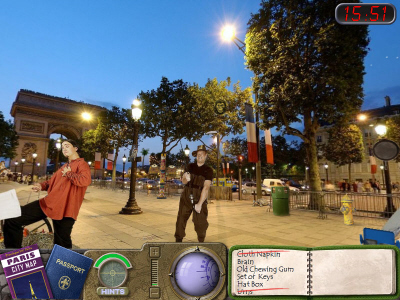 15:51
PARIS
CITY MAP
PASSPORT
HINTS
Cloth Napkin
Brain
Old Chewing Gum
Set of Keys
Hat Box